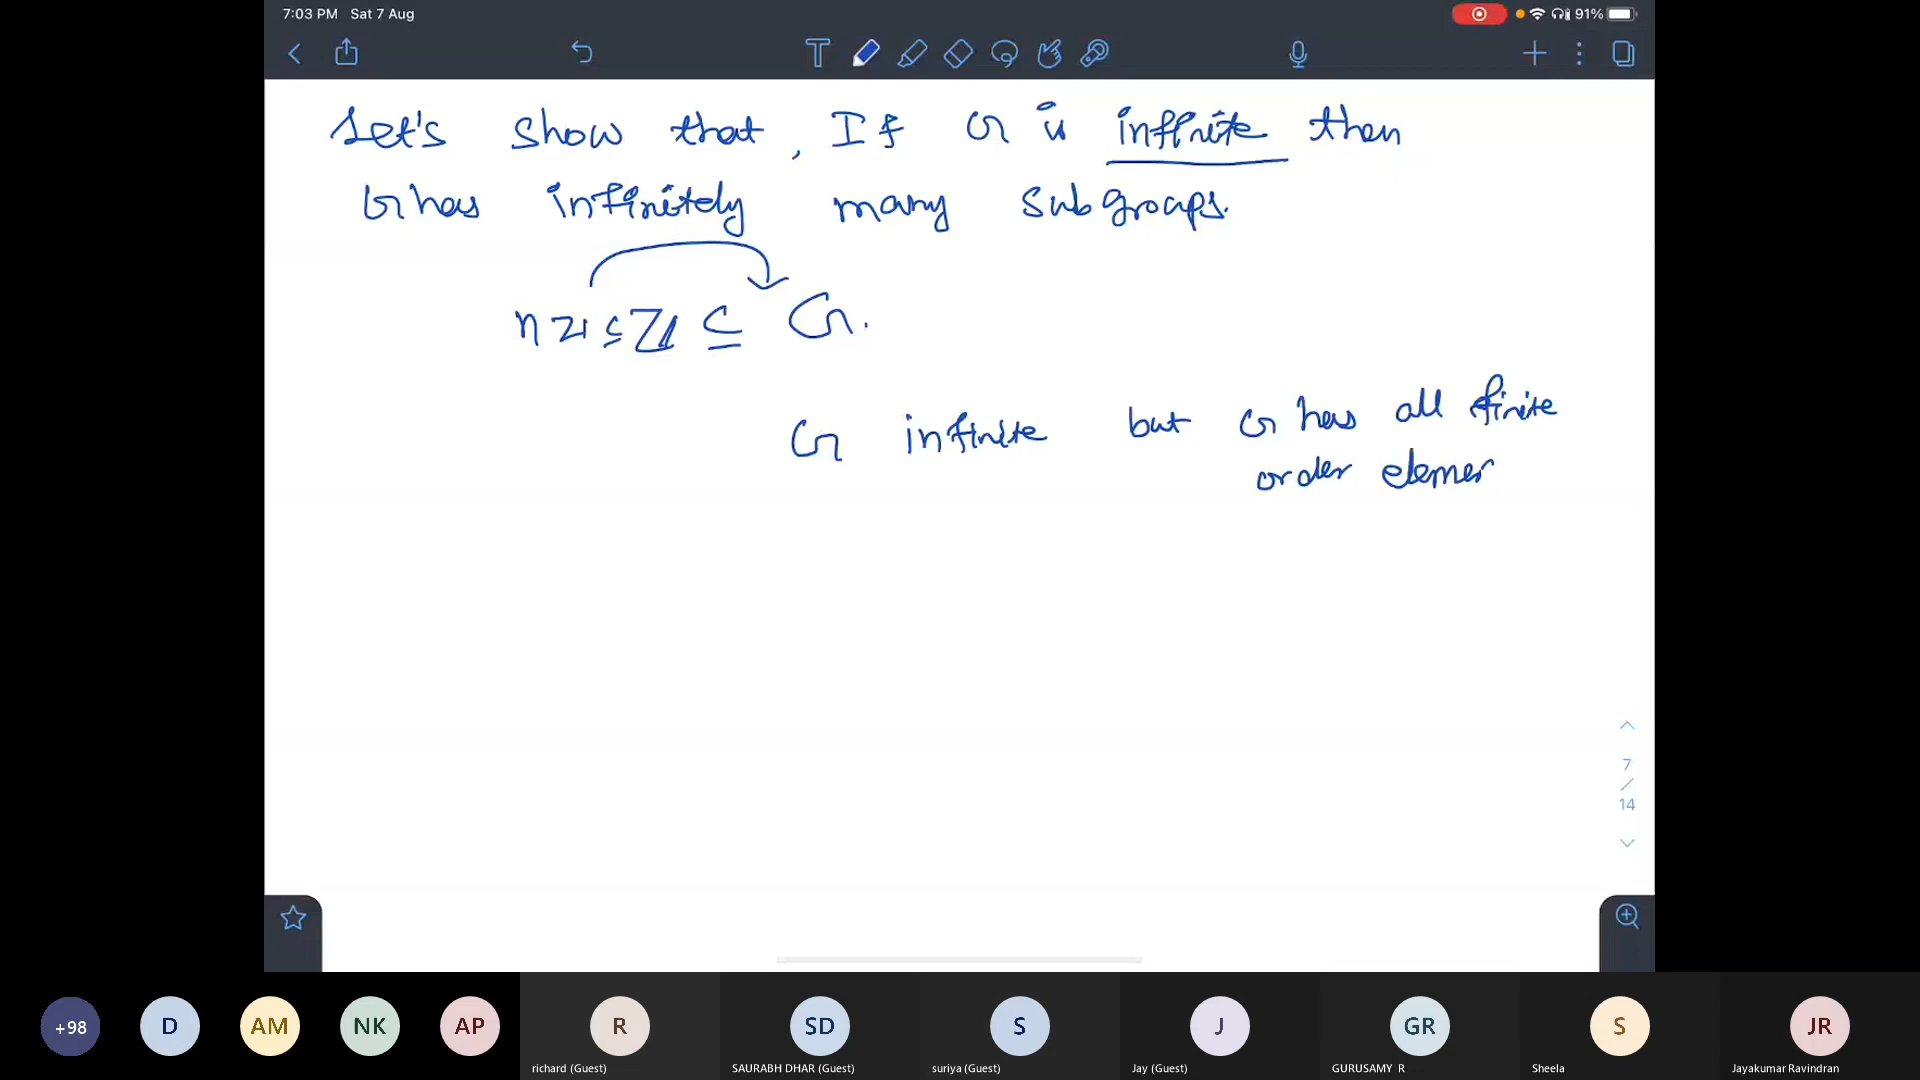 7:03 PM Sat 7 Aug
91%
Let's show that, If G is infinite then
G has infinitely many subgroups.
nℤ ⊆ ℤ ⊆ G.
G infinite but G has all finite
order elemen
7
/
14
+98
D
AM
NK
AP
R
SD
S
J
GR
S
JR
richard (Guest)
SAURABH DHAR (Guest)
suriya (Guest)
Jay (Guest)
GURUSAMY R
Sheela
Jayakumar Ravindran